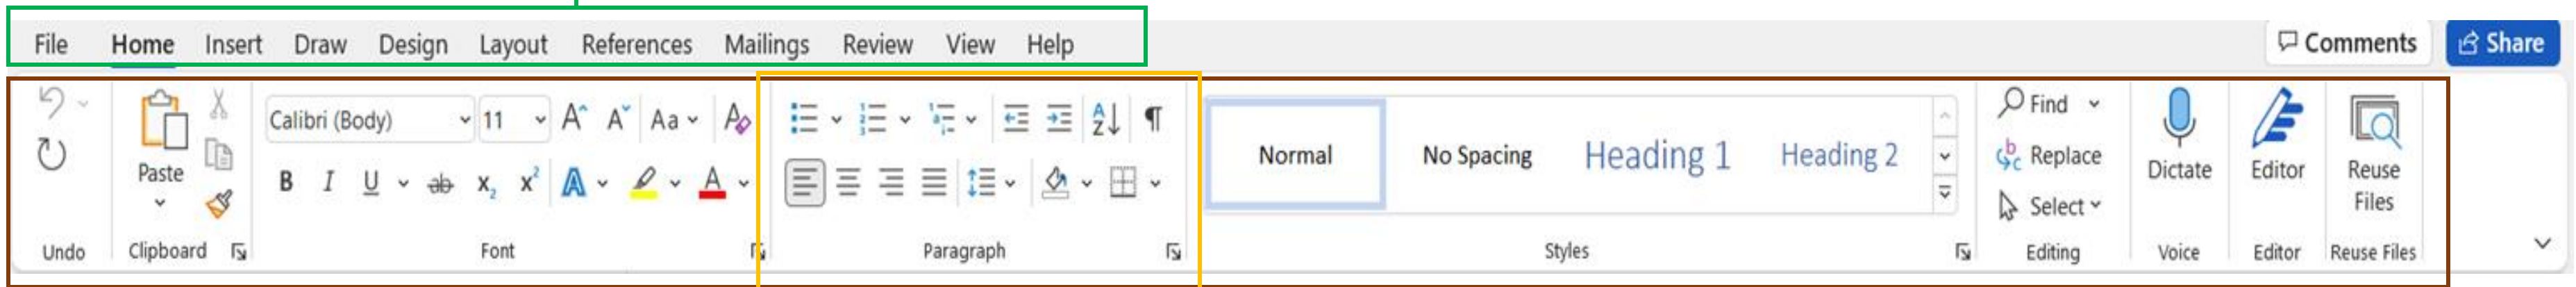 File Home Insert Draw Design Layout References Mailings Review View Help Comments Share
Calibri (Body) 11 Aa Find
Paste Normal No Spacing Heading 1 Heading 2 Replace Dictate Editor Reuse Files
B I U ab x₂ x² A A Select
Undo Clipboard Font Paragraph Styles Editing Voice Editor Reuse Files